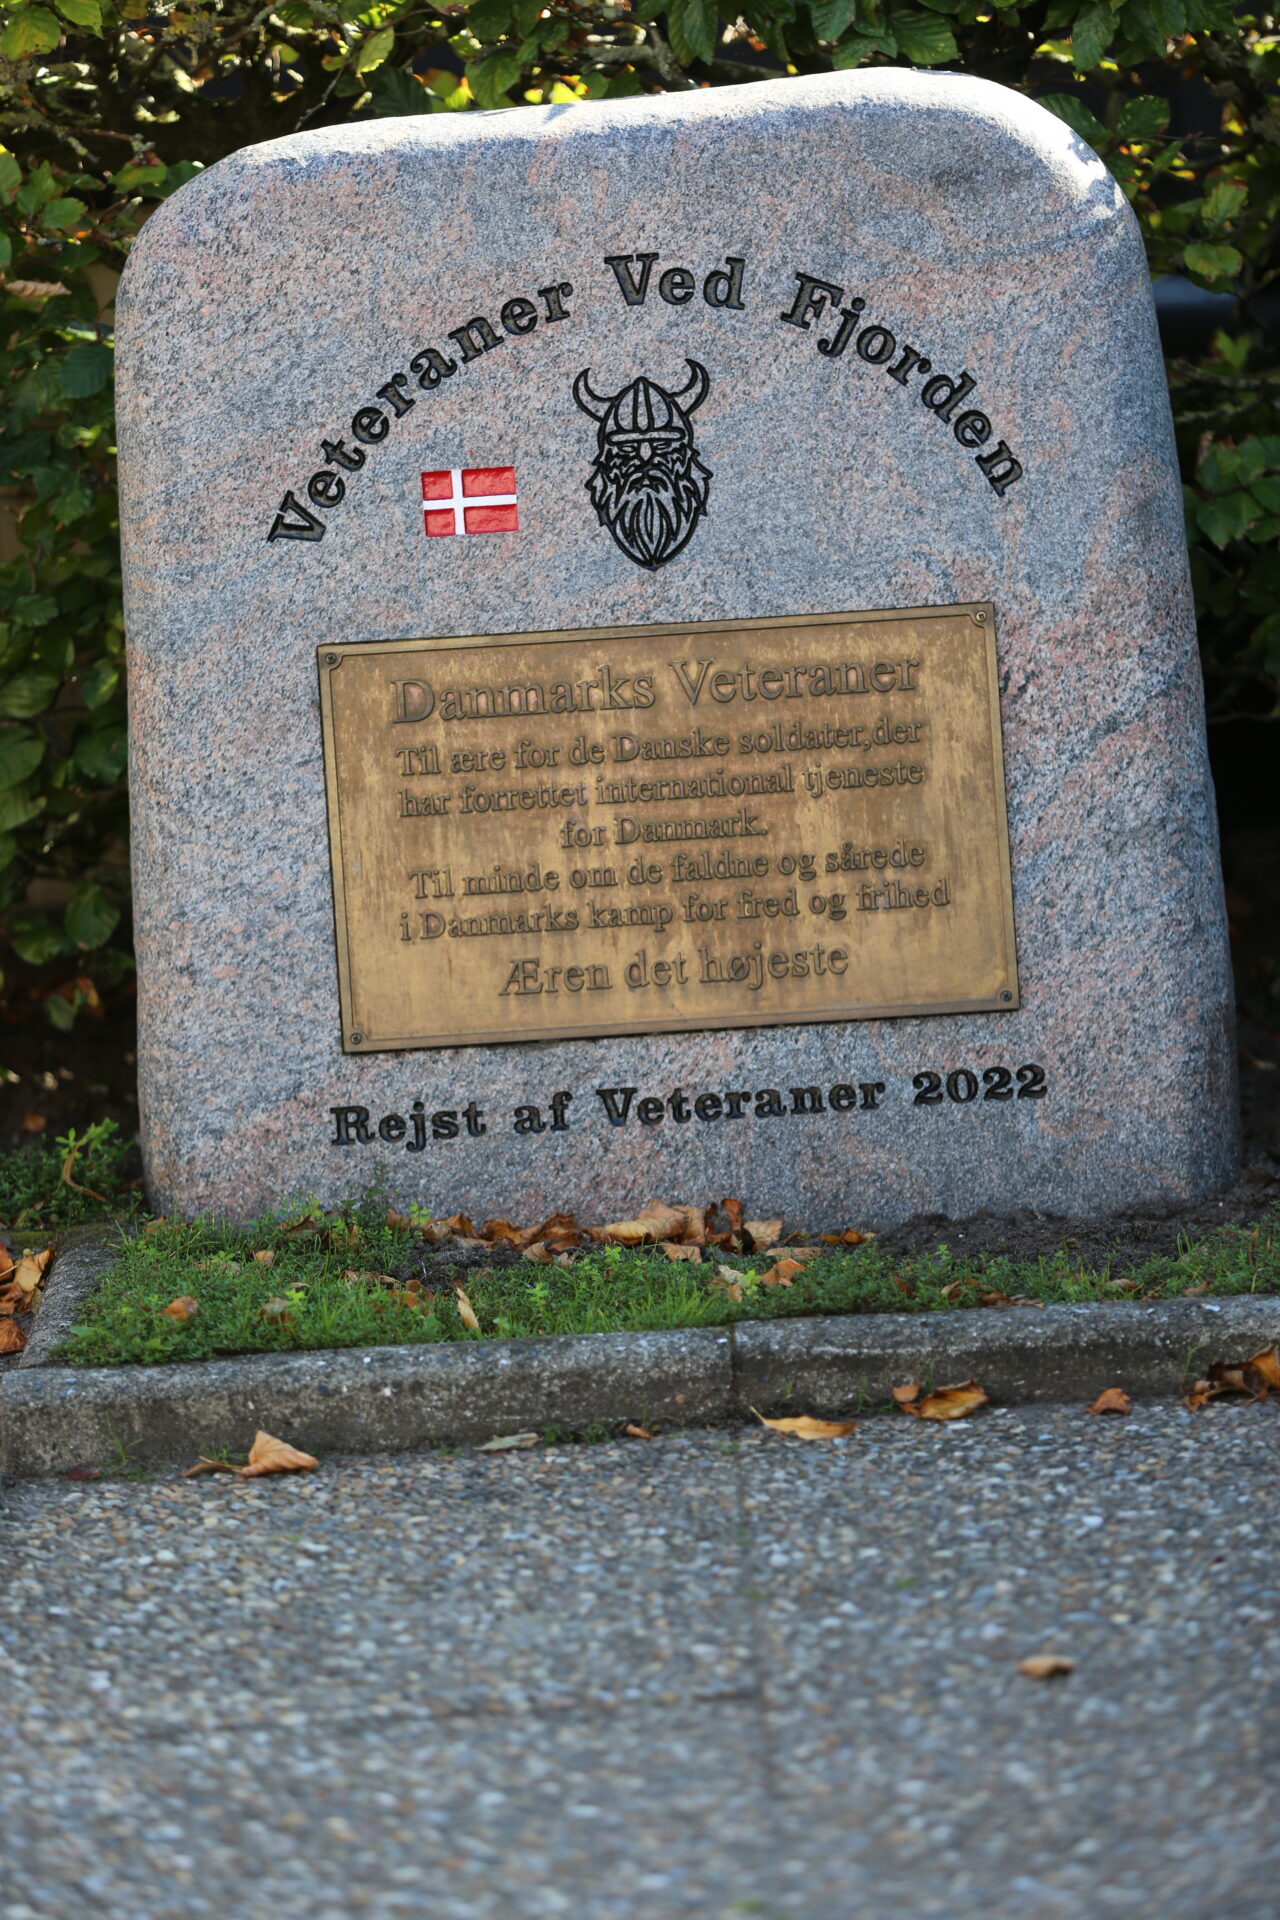 Veteraner Ved Fjorden
Danmarks Veteraner
Til ære for de Danske soldater,der
har forrettet international tjeneste
for Danmark.
Til minde om de faldne og sårede
i Danmarks kamp for fred og frihed
Æren det højeste
Rejst af Veteraner 2022